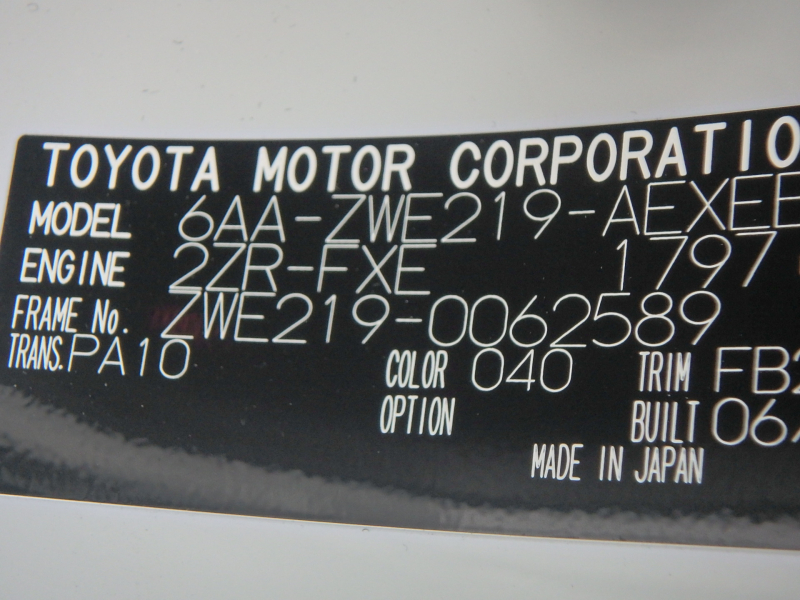 TOYOTA MOTOR CORPORATIO
MODEL 6AA-ZWE219-AEXEE
ENGINE 2ZR-FXE 1797
FRAME No. ZWE219-0062589
TRANS. PA10
COLOR 040 TRIM FB2
OPTION BUILT 06
MADE IN JAPAN